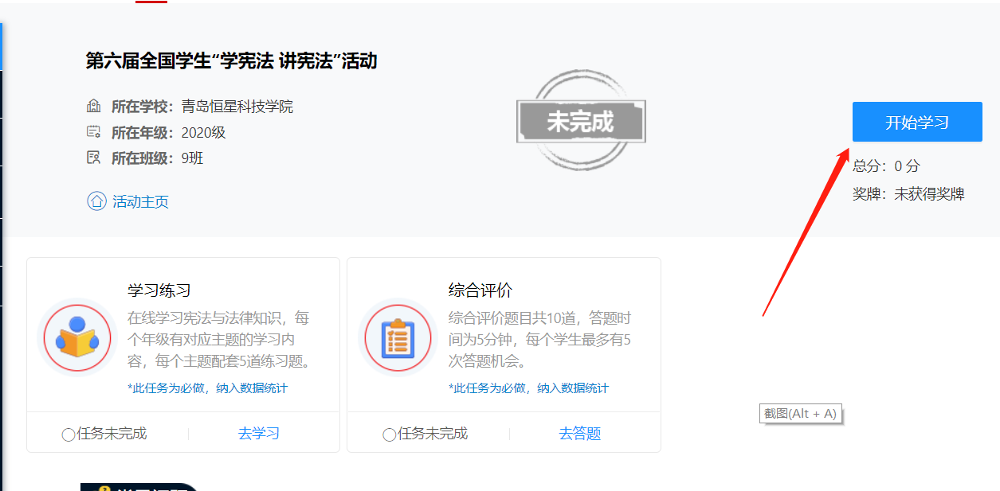 第六届全国学生“学宪法 讲宪法”活动
所在学校：青岛恒星科技学院
所在年级：2020级
所在班级：9班
活动主页
未完成
开始学习
总分：0 分
奖牌：未获得奖牌
学习练习
在线学习宪法与法律知识，每
个年级有对应主题的学习内
容，每个主题配套5道练习题。
*此任务为必做，纳入数据统计
任务未完成
去学习
综合评价
综合评价题目共10道，答题时
间为5分钟，每个学生最多有5
次答题机会。
*此任务为必做，纳入数据统计
任务未完成
去答题
截图(Alt + A)